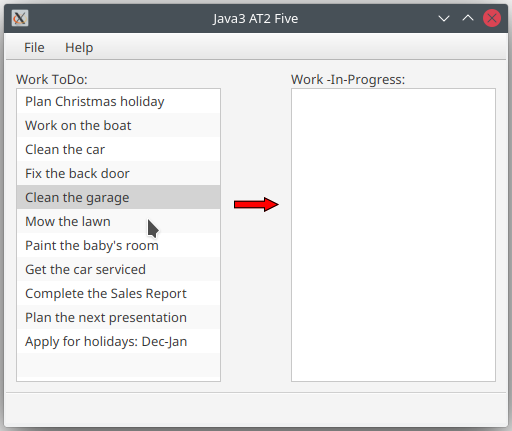 Java3 AT2 Five
File Help
Work ToDo:
Plan Christmas holiday
Work on the boat
Clean the car
Fix the back door
Clean the garage
Mow the lawn
Paint the baby's room
Get the car serviced
Complete the Sales Report
Plan the next presentation
Apply for holidays: Dec-Jan
Work -In-Progress: